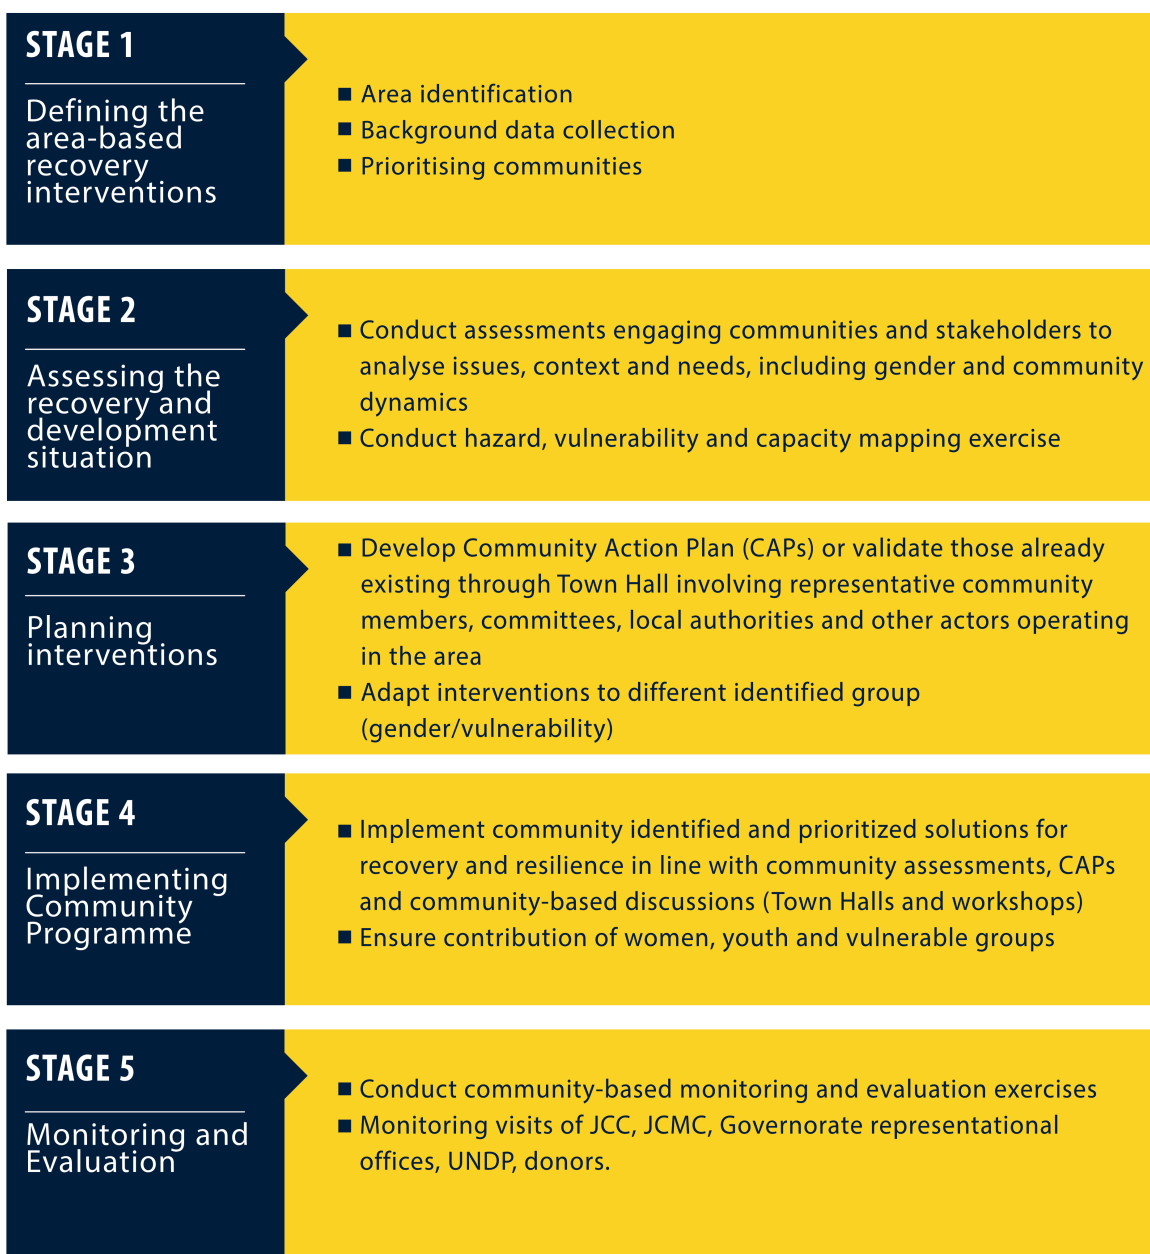 STAGE 1
Defining the
area-based
recovery
interventions
■ Area identification
■ Background data collection
■ Prioritising communities
STAGE 2
Assessing the
recovery and
development
situation
■ Conduct assessments engaging communities and stakeholders to
analyse issues, context and needs, including gender and community
dynamics
■ Conduct hazard, vulnerability and capacity mapping exercise
STAGE 3
Planning
interventions
■ Develop Community Action Plan (CAPs) or validate those already
existing through Town Hall involving representative community
members, committees, local authorities and other actors operating
in the area
■ Adapt interventions to different identified group
(gender/vulnerability)
STAGE 4
Implementing
Community
Programme
■ Implement community identified and prioritized solutions for
recovery and resilience in line with community assessments, CAPs
and community-based discussions (Town Halls and workshops)
■ Ensure contribution of women, youth and vulnerable groups
STAGE 5
Monitoring and
Evaluation
■ Conduct community-based monitoring and evaluation exercises
■ Monitoring visits of JCC, JCMC, Governorate representational
offices, UNDP, donors.